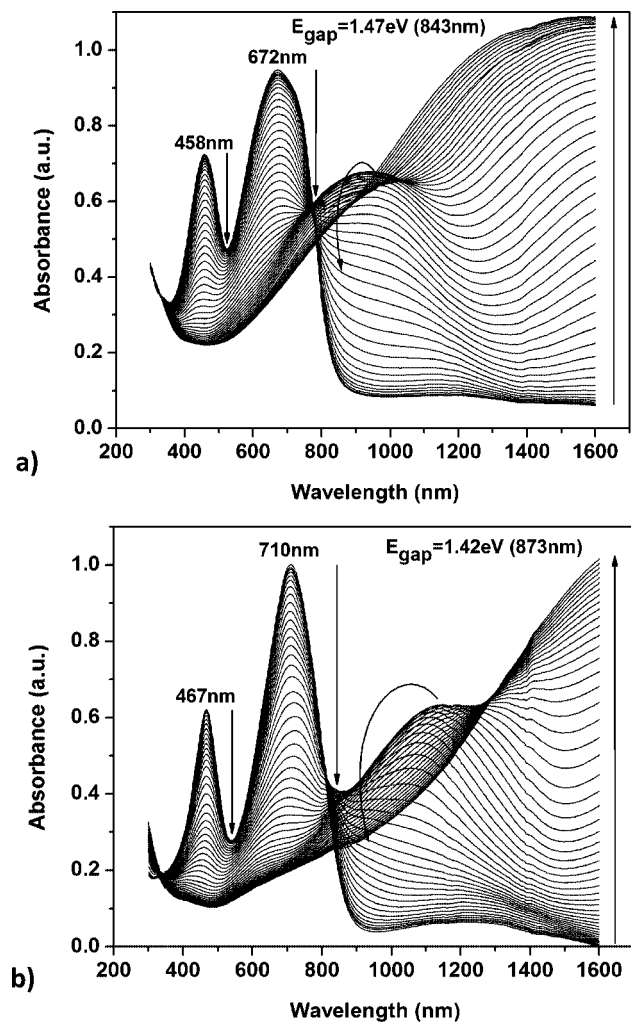 E_gap=1.47eV (843nm)
672nm
458nm
1.0
0.8
0.6
0.4
0.2
0.0
Absorbance (a.u.)
200 400 600 800 1000 1200 1400 1600
Wavelength (nm)
a)
710nm
E_gap=1.42eV (873nm)
467nm
1.0
0.8
0.6
0.4
0.2
0.0
Absorbance (a.u.)
200 400 600 800 1000 1200 1400 1600
Wavelength (nm)
b)